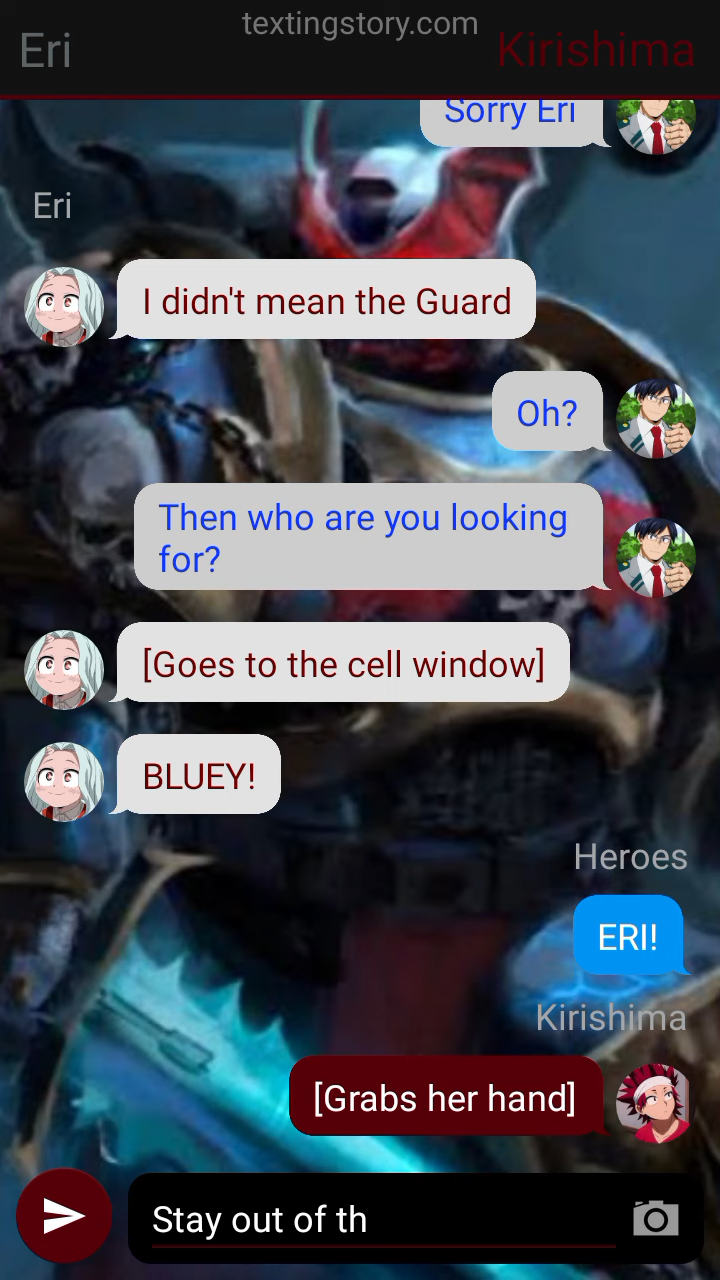 textingstory.com
Eri
Kirishima
Sorry Eri
Eri
I didn't mean the Guard
Oh?
Then who are you looking
for?
[Goes to the cell window]
BLUEY!
Heroes
ERI!
Kirishima
[Grabs her hand]
Stay out of th